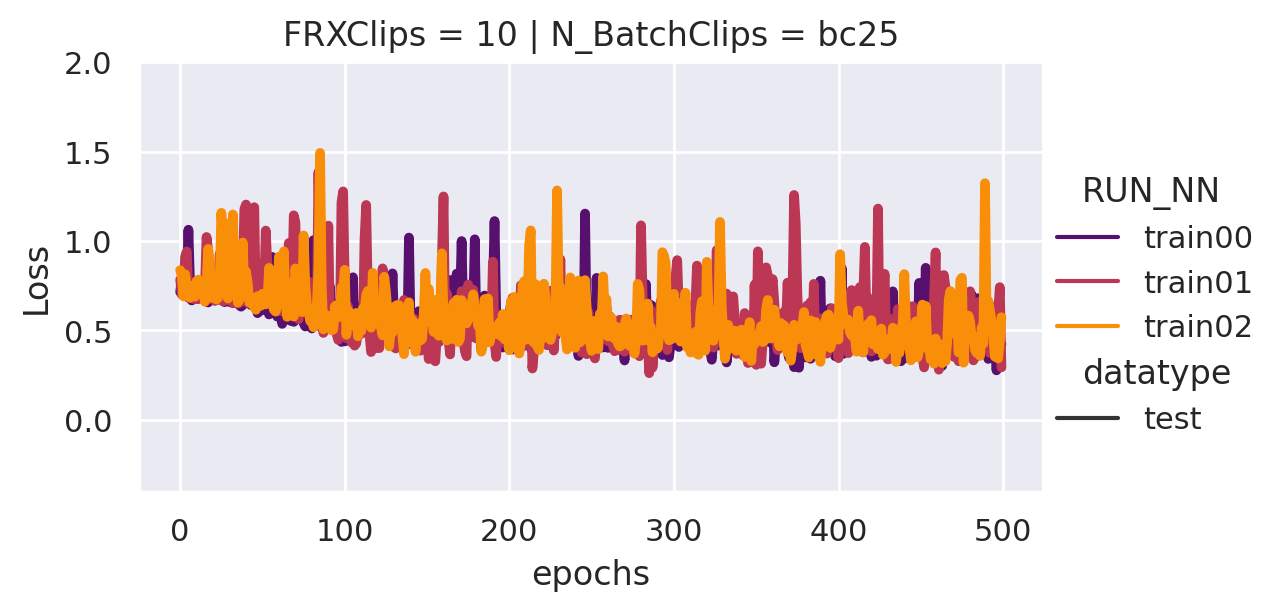 FRXClips = 10 | N_BatchClips = bc25
2.0
1.5
1.0
0.5
0.0
Loss
0 100 200 300 400 500
epochs
RUN_NN
train00
train01
train02
datatype
test